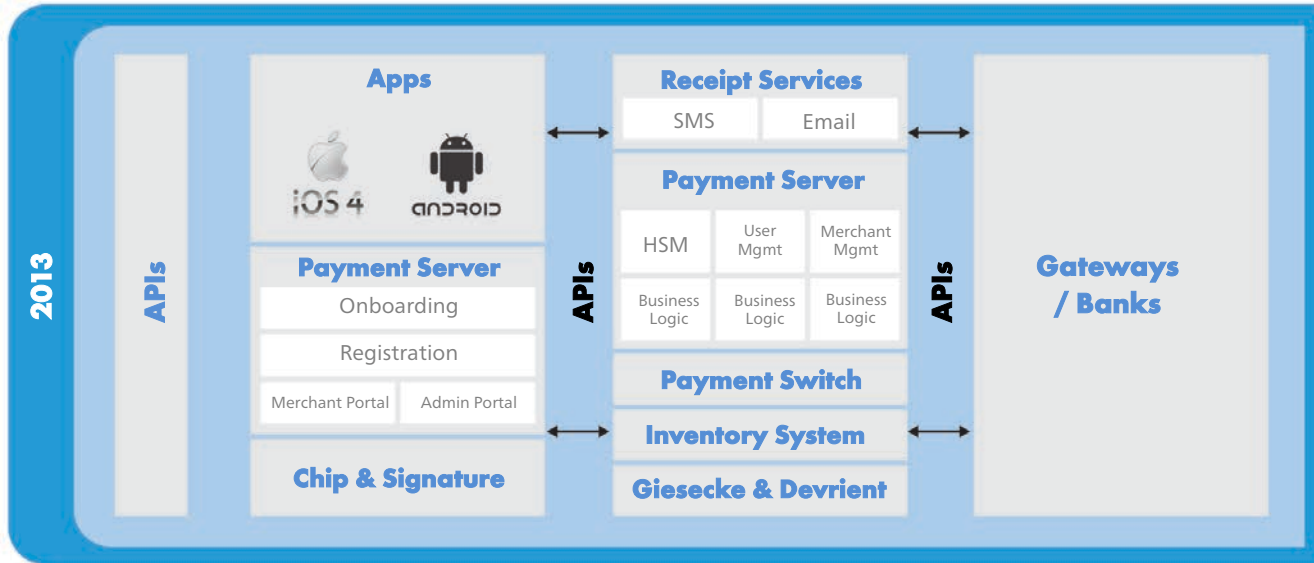 2013
APIs
Apps
iOS 4
ANDROID
Payment Server
Onboarding
Registration
Merchant Portal
Admin Portal
Chip & Signature
APIs
Receipt Services
SMS
Email
Payment Server
HSM
User
Mgmt
Merchant
Mgmt
Business
Logic
Business
Logic
Business
Logic
Payment Switch
Inventory System
Giesecke & Devrient
APIs
Gateways
/ Banks